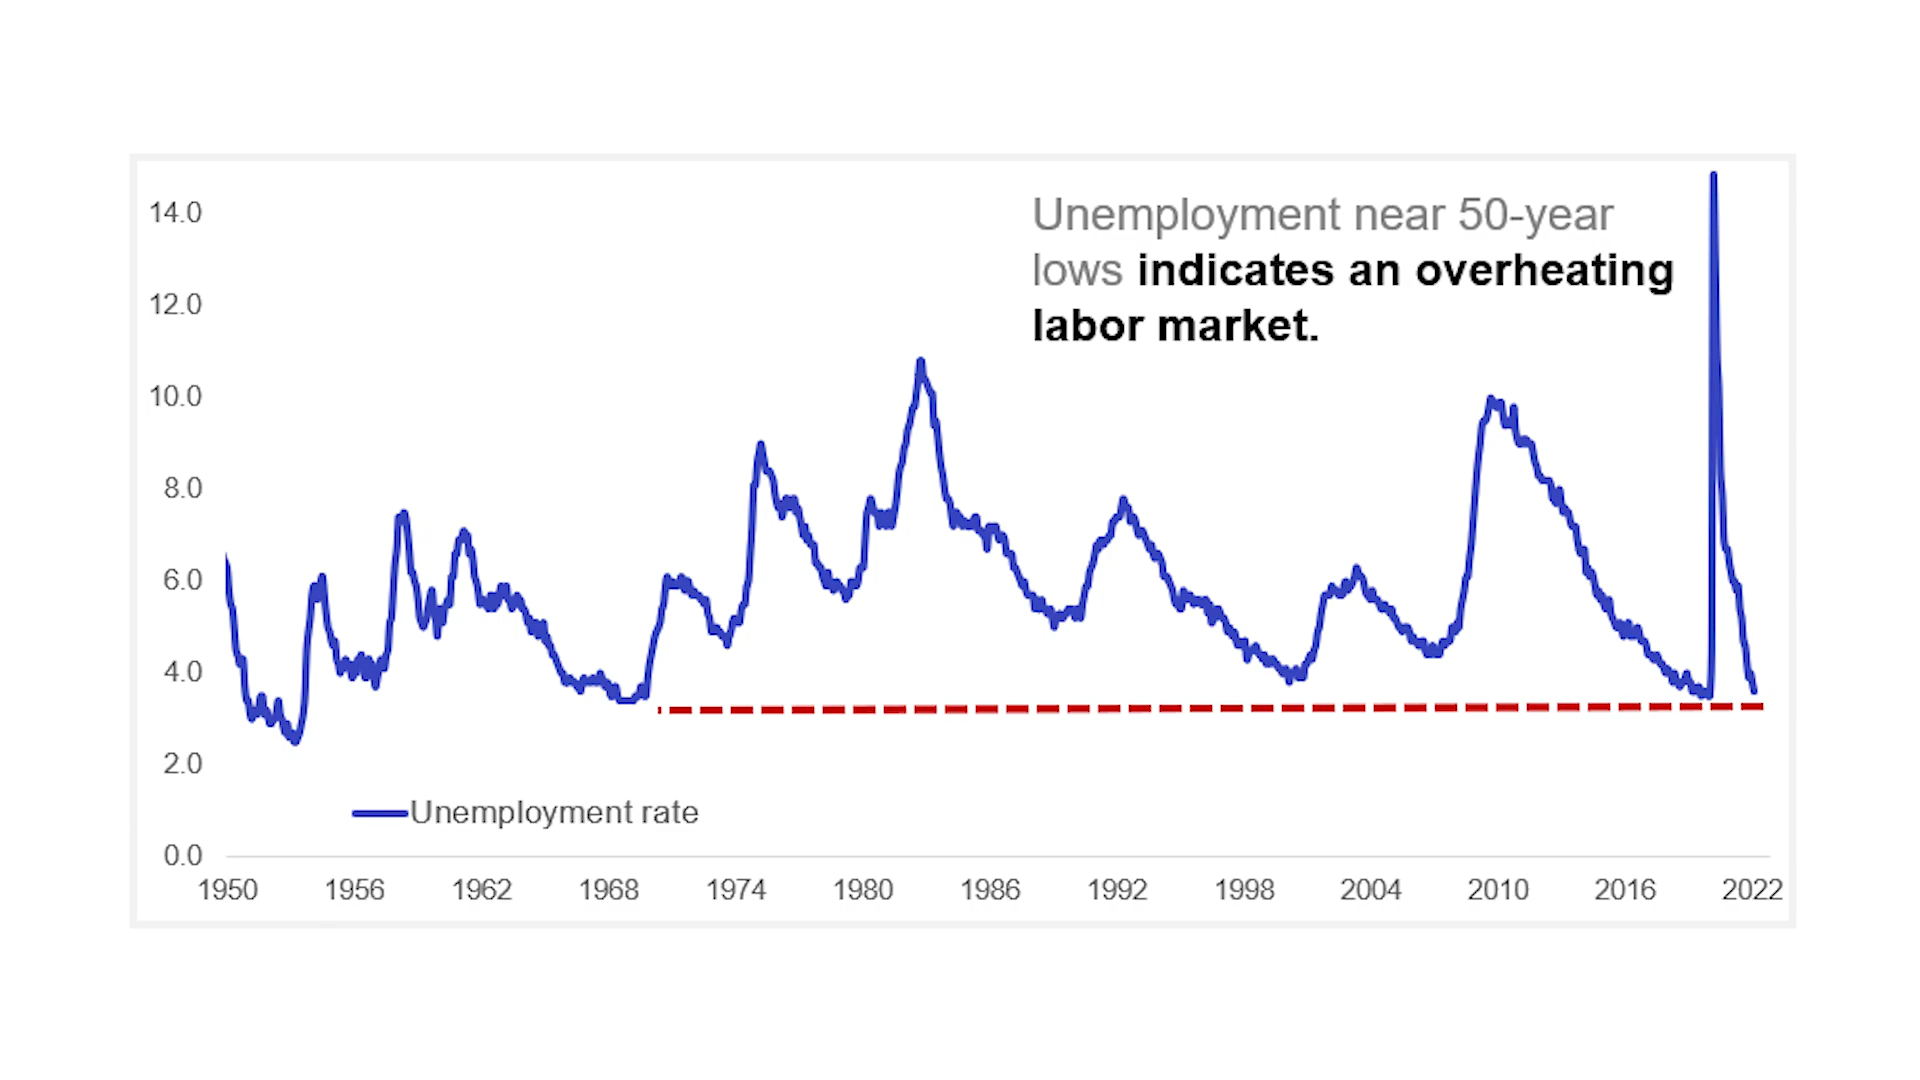 Unemployment near 50-year
lows indicates an overheating
labor market.
14.0
12.0
10.0
8.0
6.0
4.0
2.0
0.0
Unemployment rate
1950 1956 1962 1968 1974 1980 1986 1992 1998 2004 2010 2016 2022